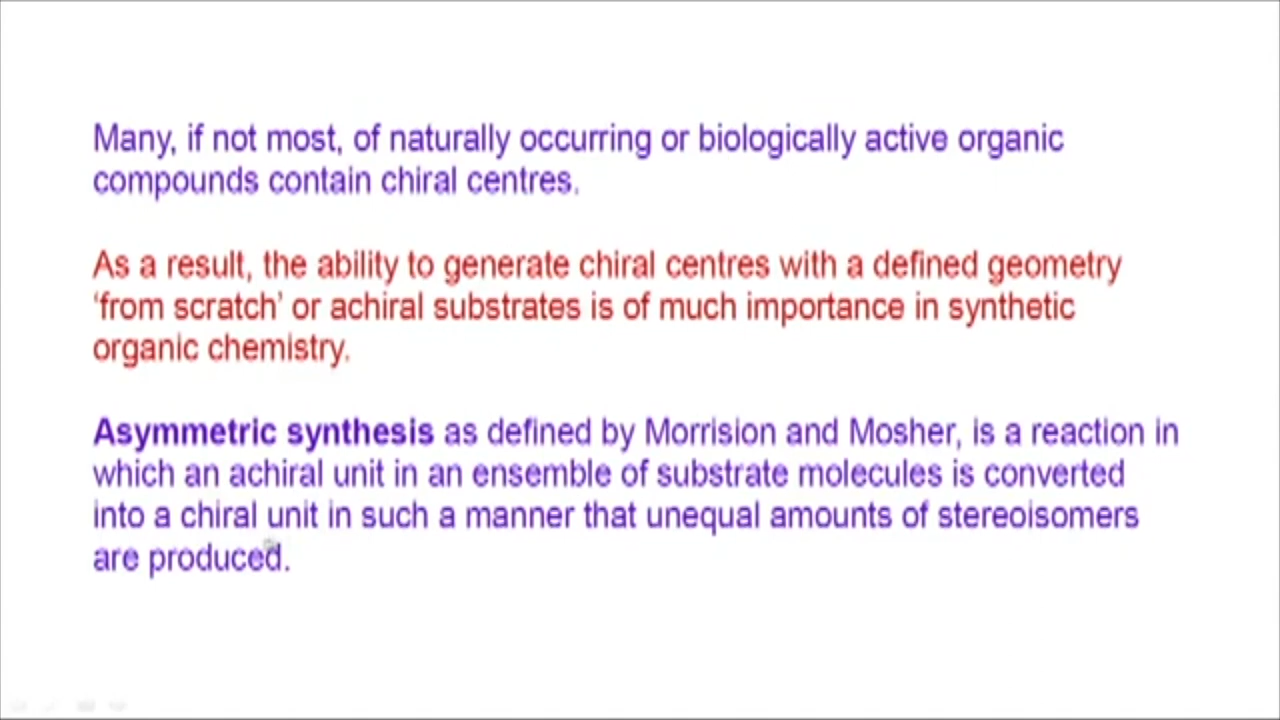 Many, if not most, of naturally occurring or biologically active organic
compounds contain chiral centres.
As a result, the ability to generate chiral centres with a defined geometry
‘from scratch’ or achiral substrates is of much importance in synthetic
organic chemistry.
Asymmetric synthesis as defined by Morrision and Mosher, is a reaction in
which an achiral unit in an ensemble of substrate molecules is converted
into a chiral unit in such a manner that unequal amounts of stereoisomers
are produced.